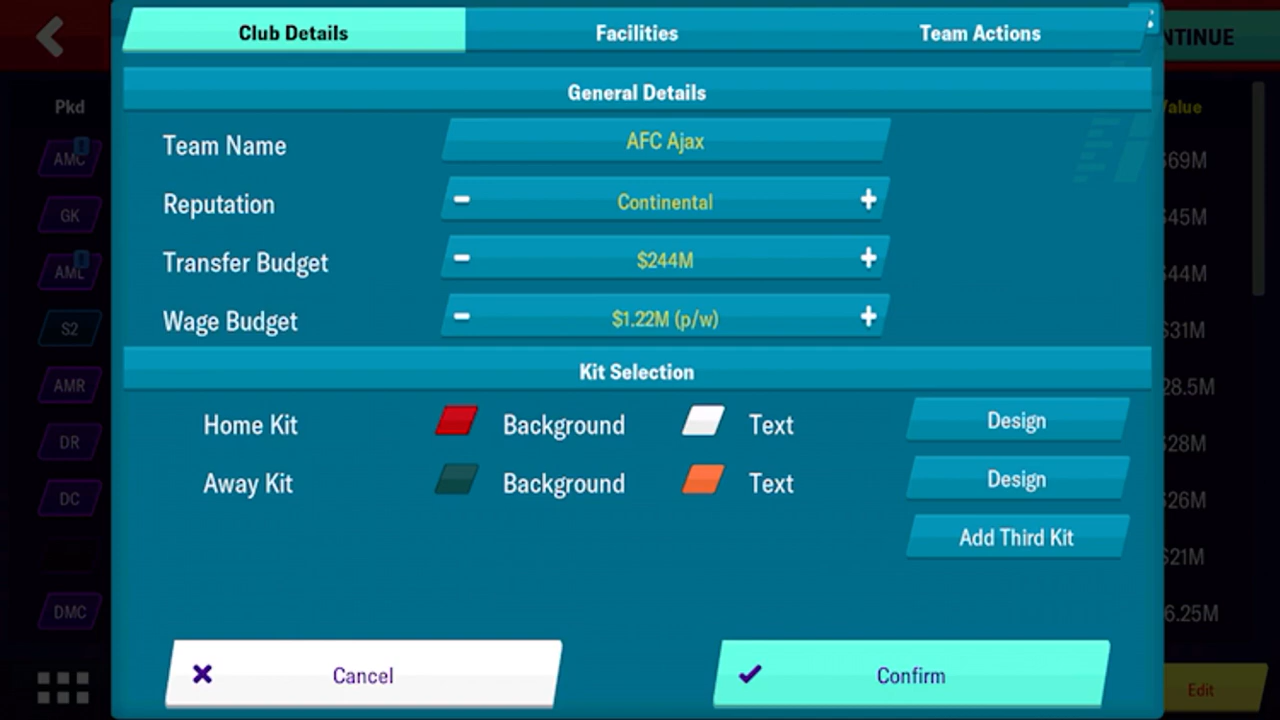 Club Details Facilities Team Actions
NTINUE
General Details
Pkd
Value
Team Name AFC Ajax
AMC $69M
Reputation - Continental +
GK $45M
Transfer Budget - $244M +
AML $44M
Wage Budget - $1.22M (p/w) +
S2 $31M
Kit Selection
AMR 28.5M
Home Kit Background Text Design
DR $28M
Away Kit Background Text Design
DC $26M
Add Third Kit
$21M
DMC 6.25M
Cancel Confirm
Edit